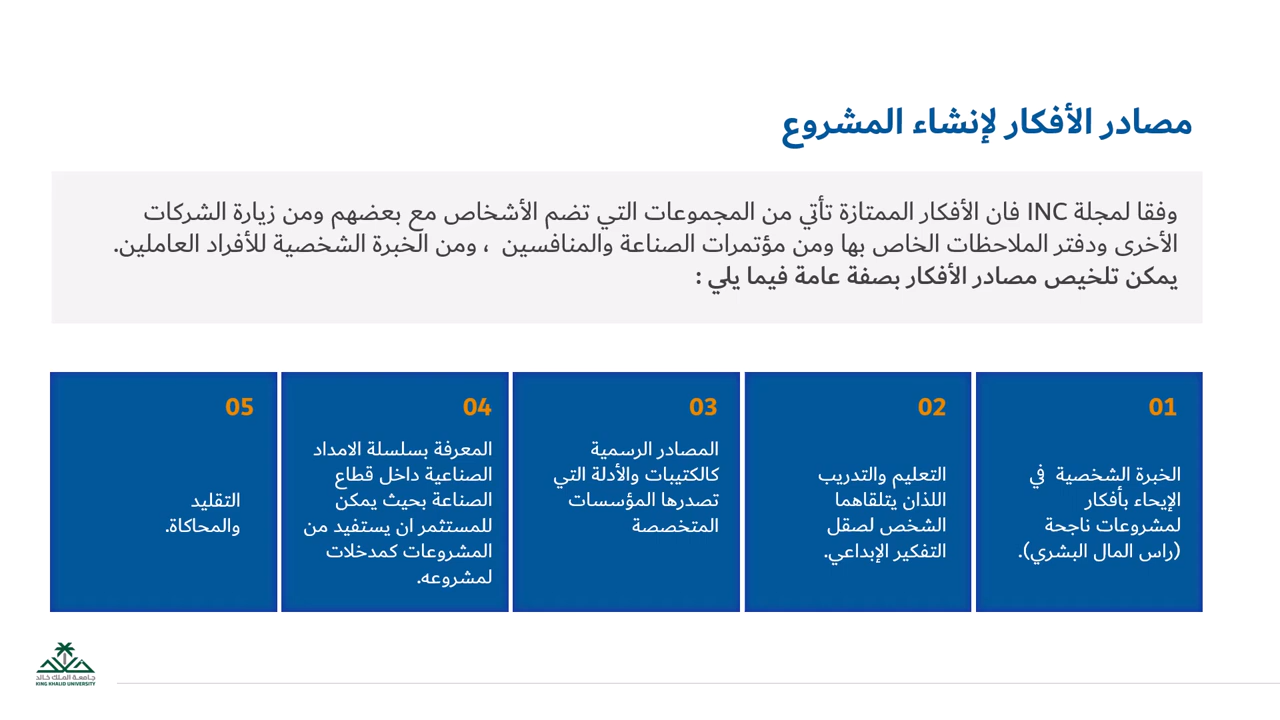 مصادر الأفكار لإنشاء المشروع
وفقا لمجلة INC فان الأفكار الممتازة تأتي من المجموعات التي تضم الأشخاص مع بعضهم ومن زيارة الشركات
الأخرى ودفتر الملاحظات الخاص بها ومن مؤتمرات الصناعة والمنافسين ، ومن الخبرة الشخصية للأفراد العاملين.
يمكن تلخيص مصادر الأفكار بصفة عامة فيما يلي :
01
الخبرة الشخصية في
الإيحاء بأفكار
لمشروعات ناجحة
(راس المال البشري).
02
التعليم والتدريب
اللذان يتلقاهما
الشخص لصقل
التفكير الإبداعي.
03
المصادر الرسمية
كالكتيبات والأدلة التي
تصدرها المؤسسات
المتخصصة
04
المعرفة بسلسلة الامداد
الصناعية داخل قطاع
الصناعة بحيث يمكن
للمستثمر ان يستفيد من
المشروعات كمدخلات
لمشروعه.
05
التقليد
والمحاكاة.
جامعة الملك خالد
KING KHALID UNIVERSITY